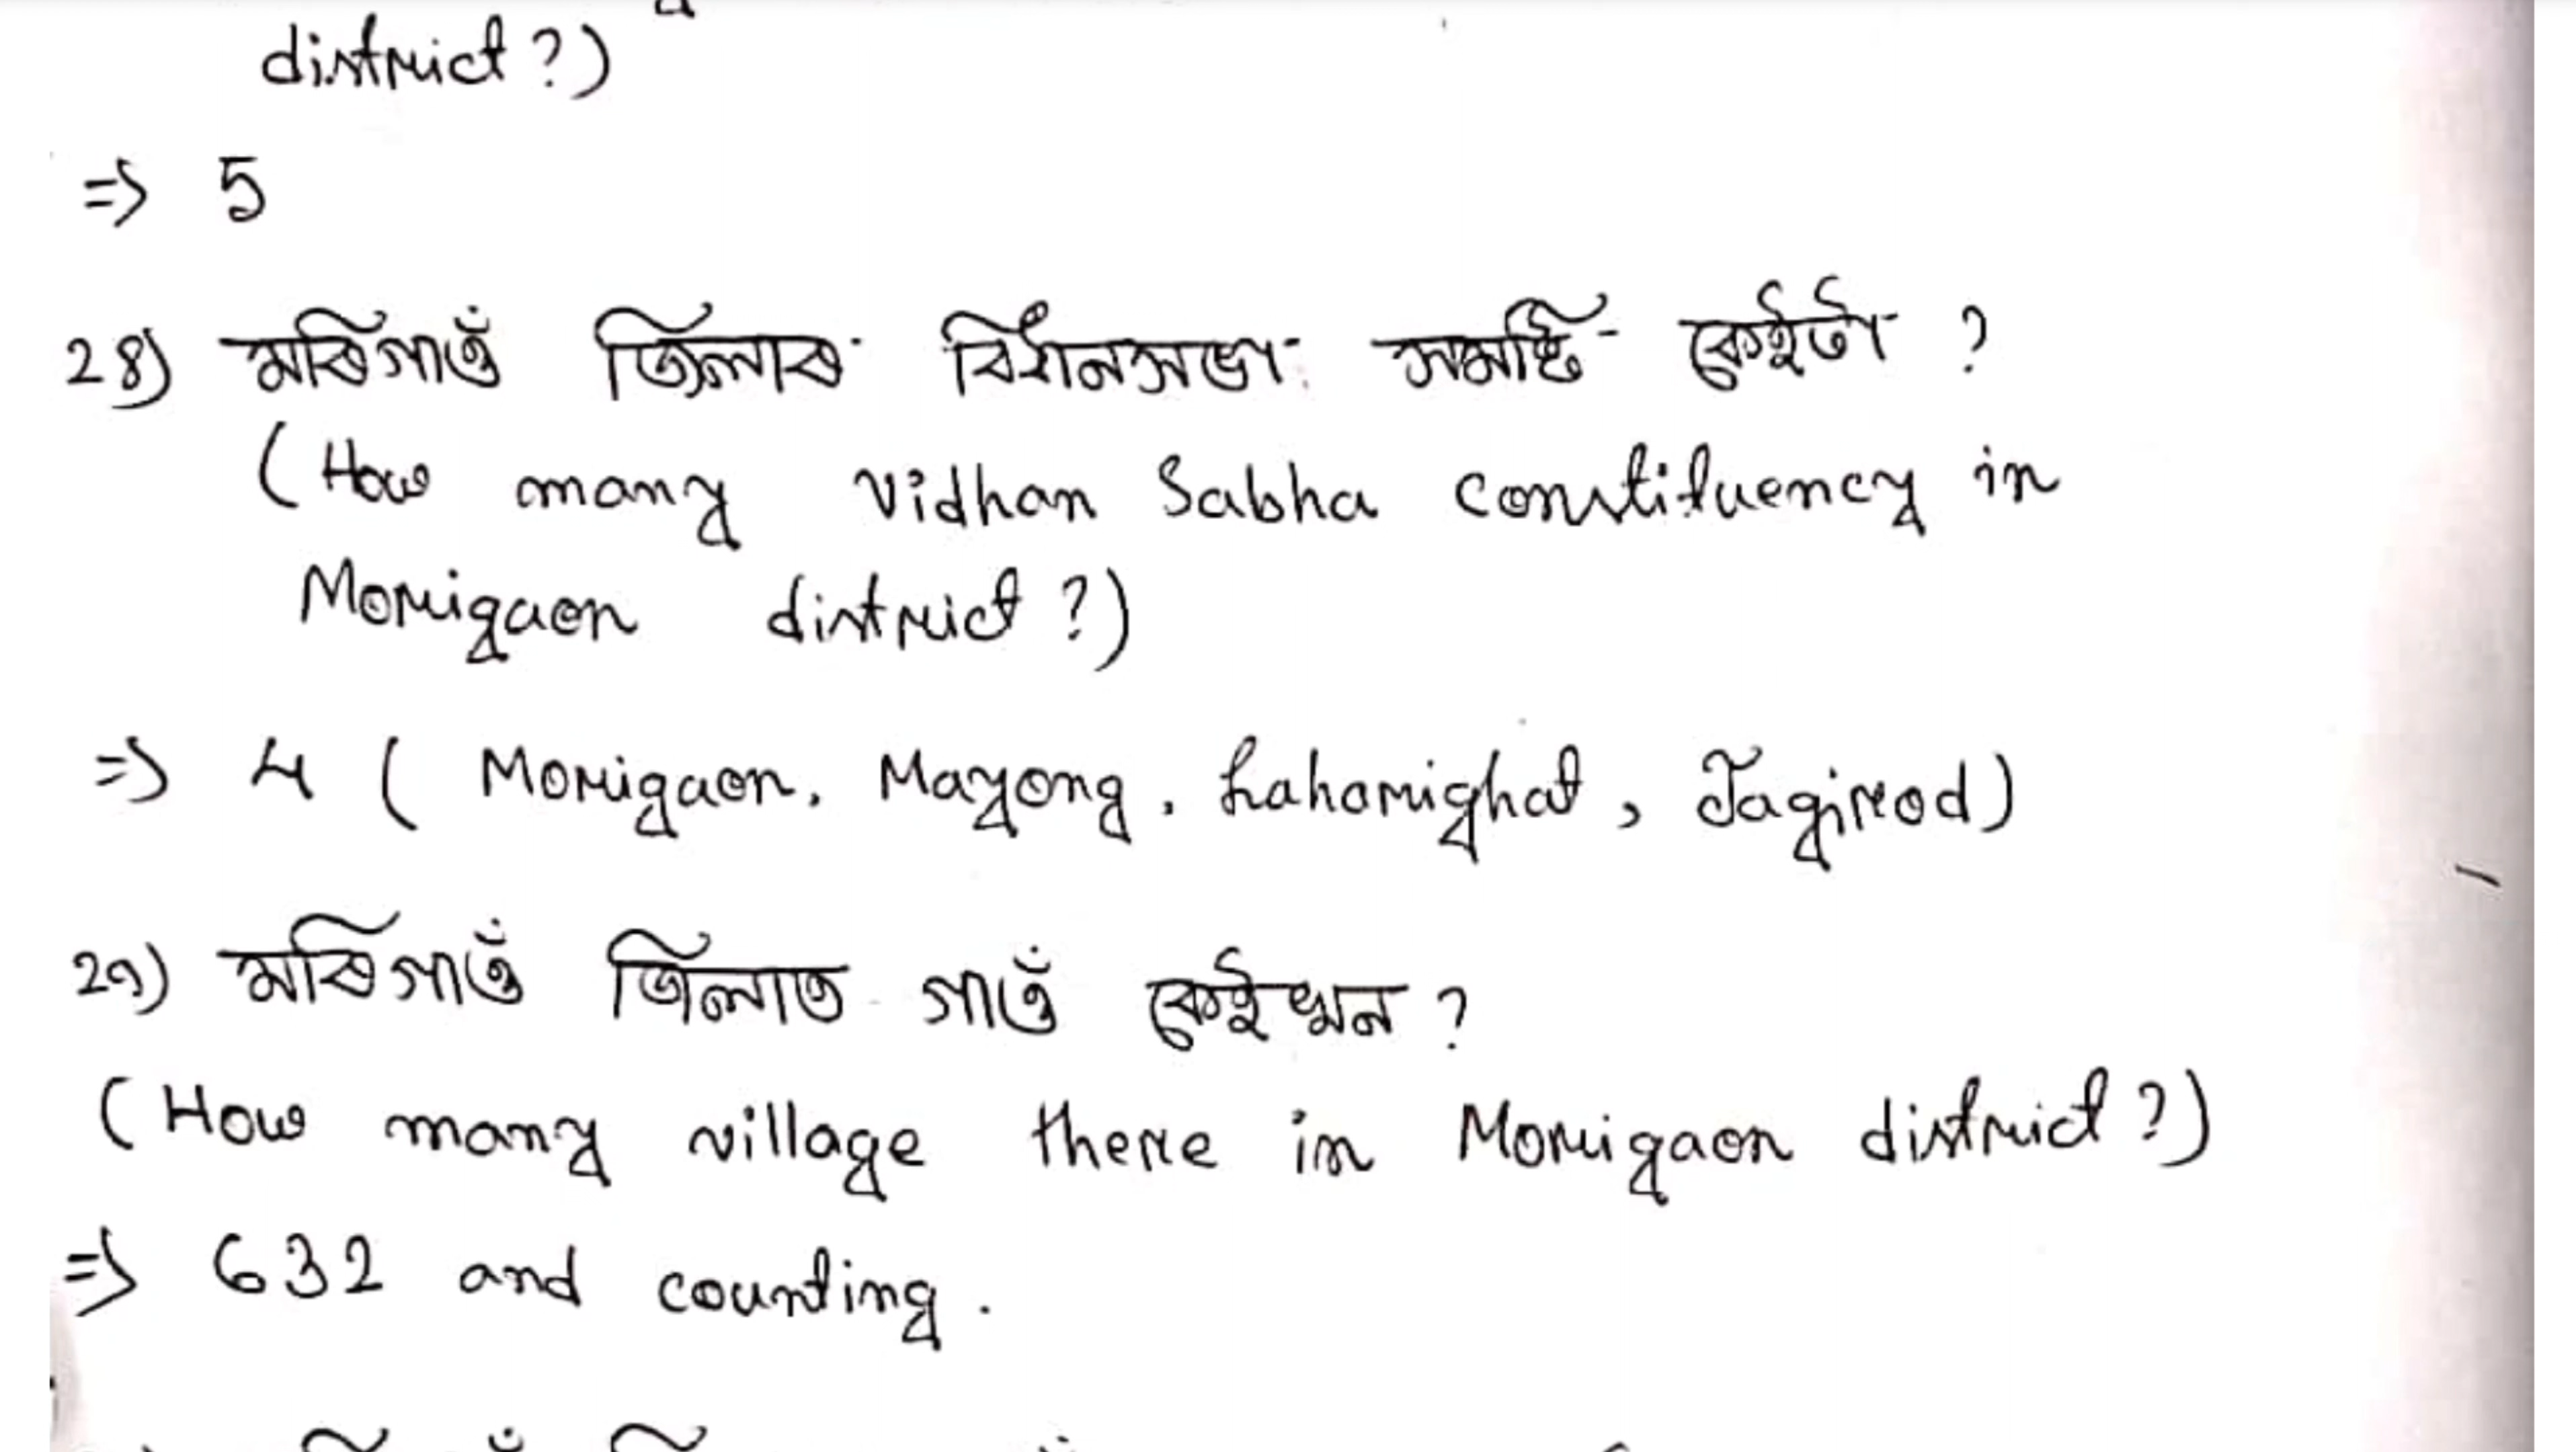 district?)
=> 5
28) মৰিগাওঁ জিলাৰ বিধানসভা সমষ্টি কেইটা ?
(How many Vidhan Sabha constituency in
Morigaon district?)
=> 4 ( Morigaon, Mayong, Lahorighat, Jagirod)
29) মৰিগাওঁ জিলাত গাওঁ কেইখন ?
(How many village there in Morigaon district?)
=> 632 and counting.